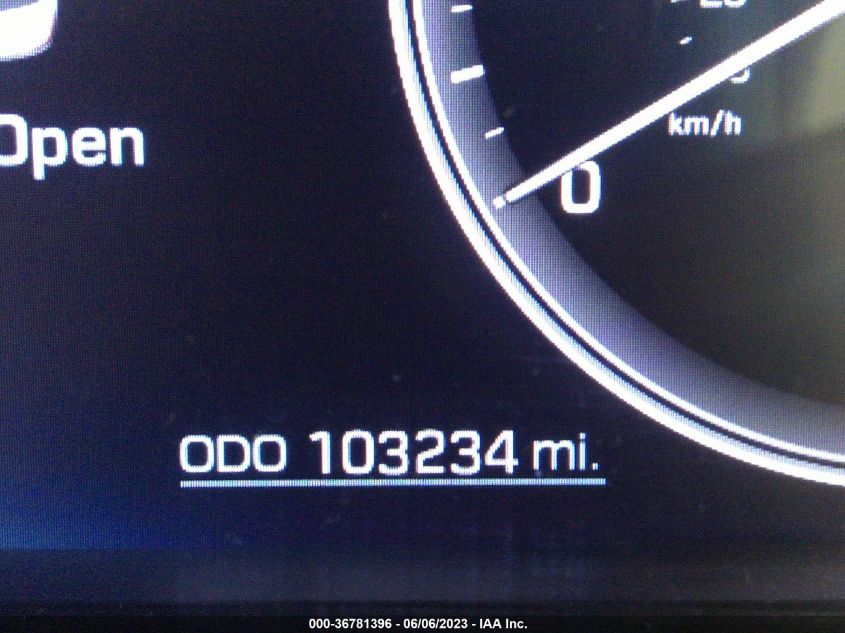 km/h
0
Open
ODO 103234 mi.
000-36781396 - 06/06/2023 - IAA Inc.